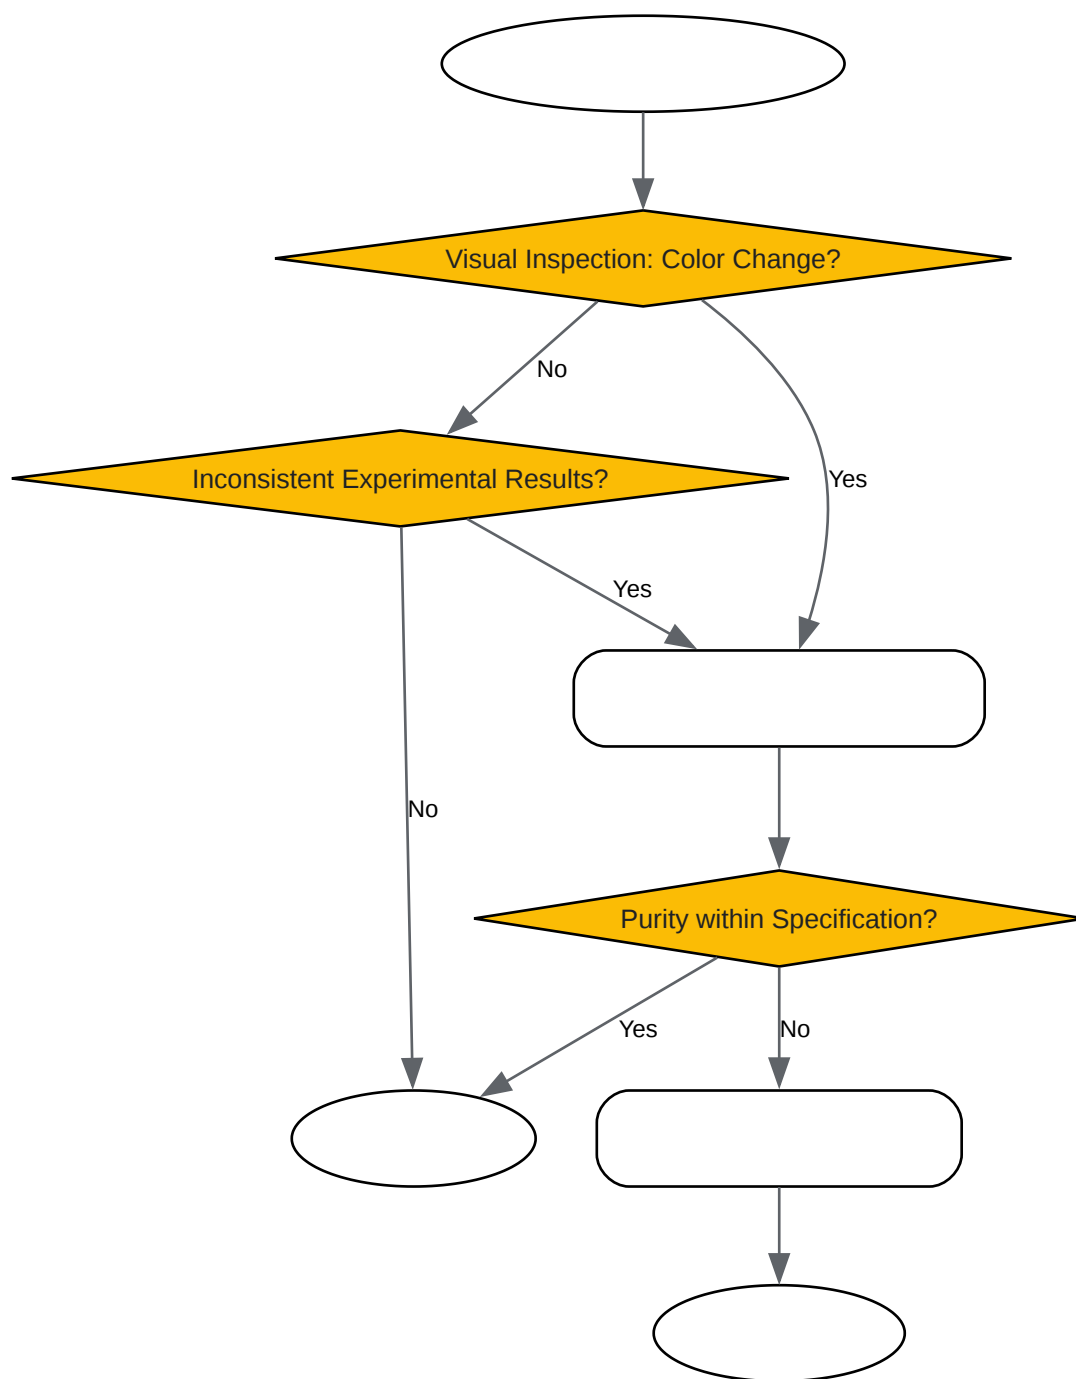 Visual Inspection: Color Change?
No
Yes
Inconsistent Experimental Results?
Yes
No
Purity within Specification?
Yes
No